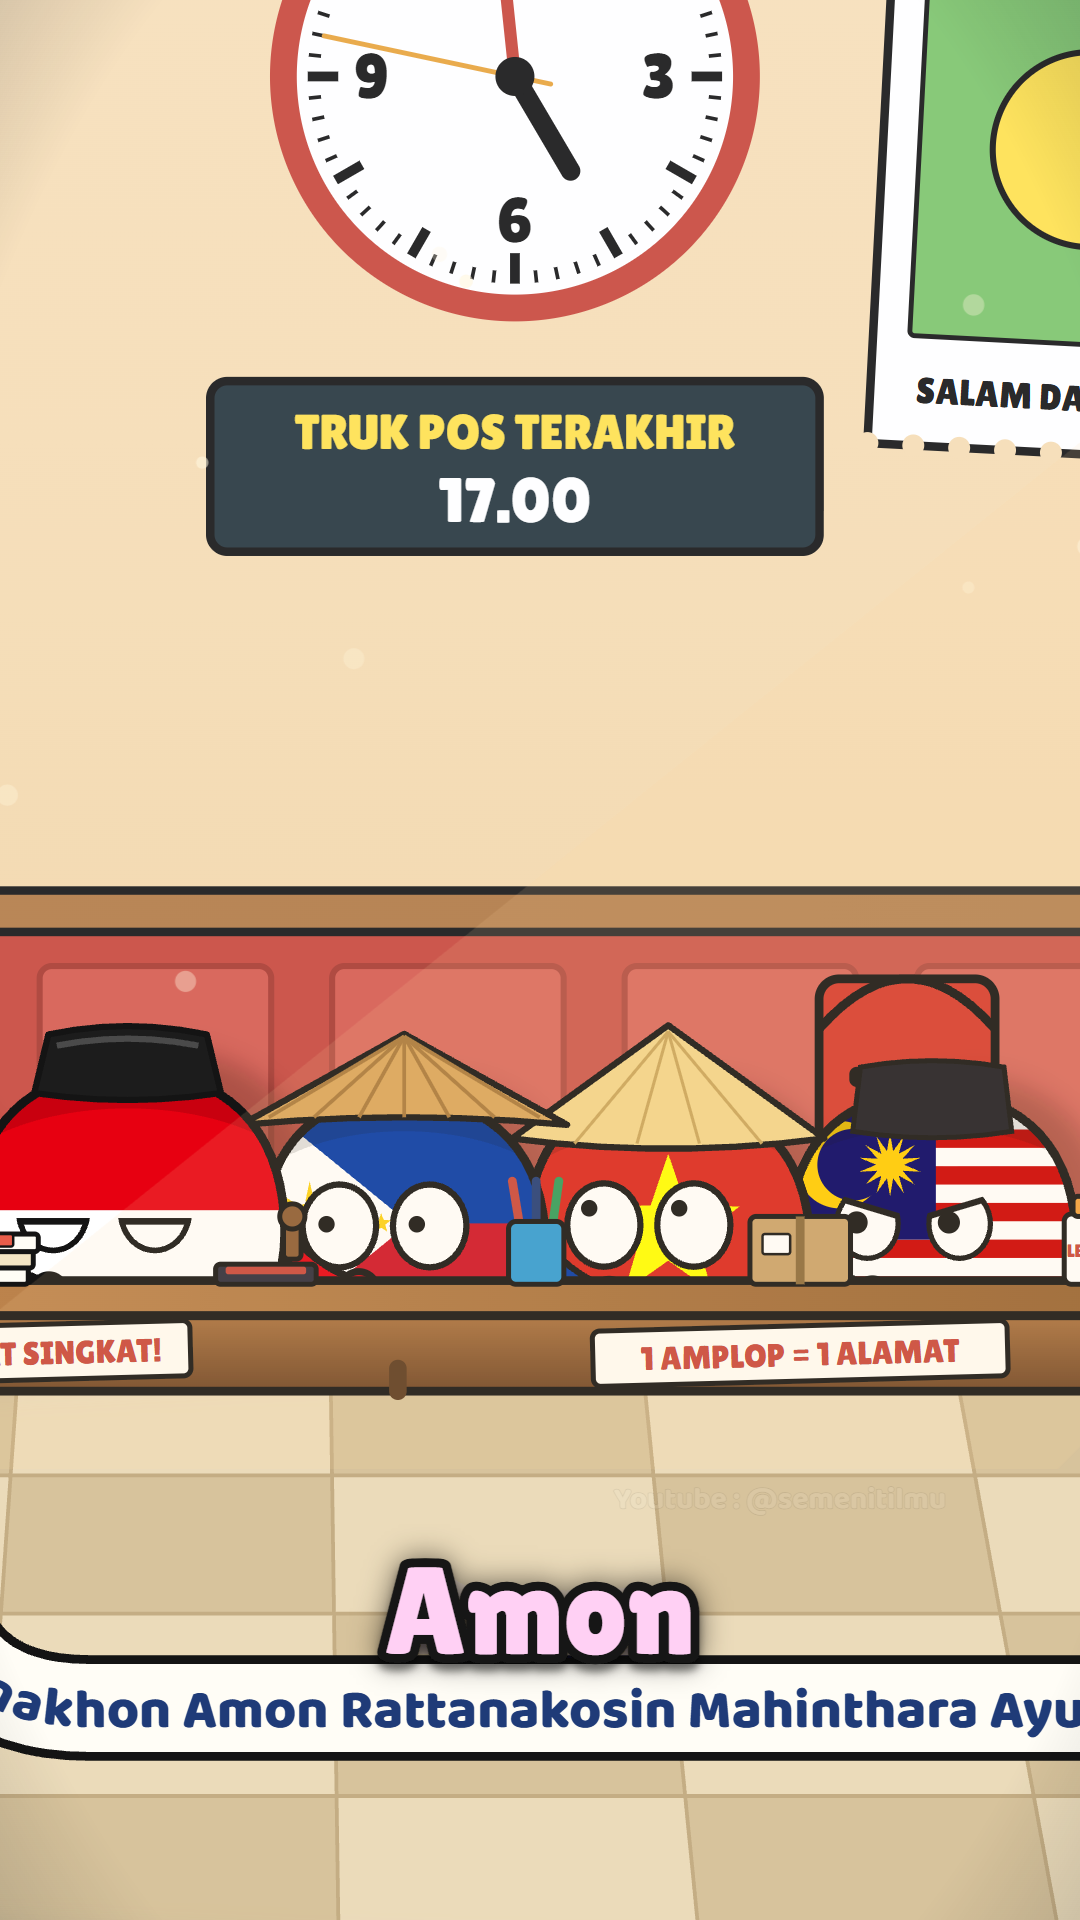 9
3
6
SALAM DA
TRUK POS TERAKHIR
17.00
T SINGKAT!
1 AMPLOP = 1 ALAMAT
LE
Youtube : @semenitilmu
Amon
akhon Amon Rattanakosin Mahinthara Ayu